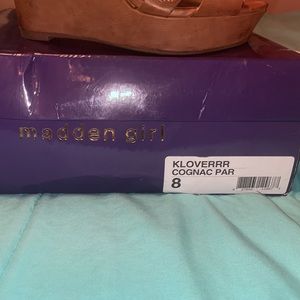 madden girl
KLOVERRR
COGNAC PAR
8